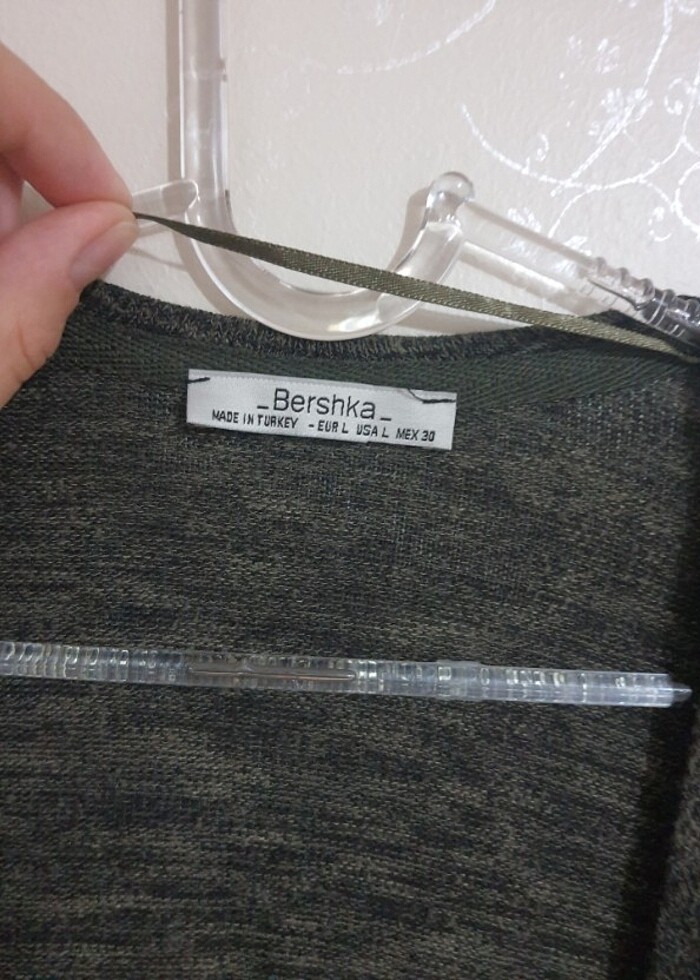 _Bershka_
MADE IN TURKEY - EUR L USA L MEX 30